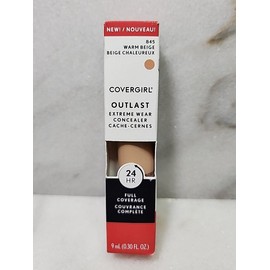 NEW! / NOUVEAU!
845
WARM BEIGE
BEIGE CHALEUREUX
COVERGIRL
OUTLAST
EXTREME WEAR
CONCEALER
CACHE-CERNES
24
HR
FULL
COVERAGE
COUVRANCE
COMPLÈTE
9 mL (0.30 FL. OZ.)